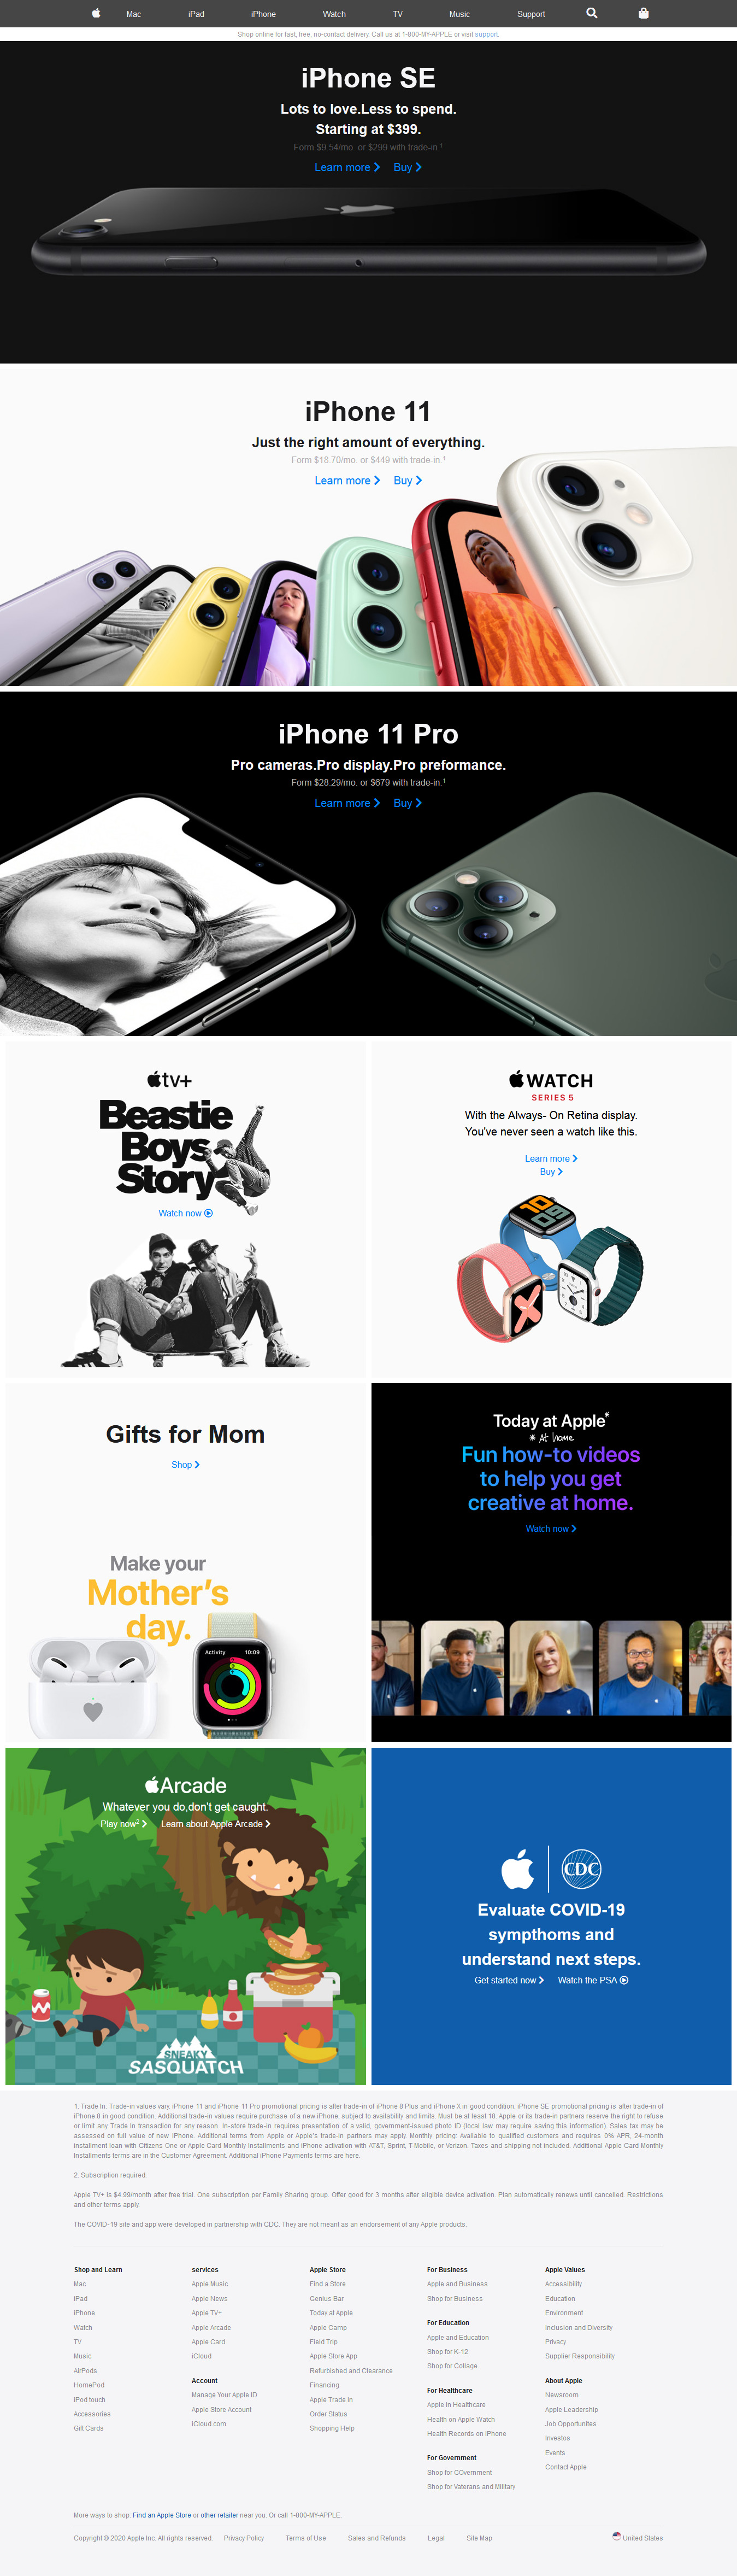 Mac iPad iPhone Watch TV Music Support
Shop online for fast, free, no-contact delivery. Call us at 1-800-MY-APPLE or visit support.
iPhone SE
Lots to love.Less to spend.
Starting at $399.
Form $9.54/mo. or $299 with trade-in.1
Learn more Buy
iPhone 11
Just the right amount of everything.
Form $18.70/mo. or $449 with trade-in.1
Learn more Buy
iPhone 11 Pro
Pro cameras.Pro display.Pro preformance.
Form $28.29/mo. or $679 with trade-in.1
Learn more Buy
tv+
Beastie
Boys
Story
Watch now
WATCH
SERIES 5
With the Always- On Retina display.
You've never seen a watch like this.
Learn more
Buy
10
09
Gifts for Mom
Shop
Make your
Mother's
day.
Activity 10:09
Today at Apple*
* At home
Fun how-to videos
to help you get
creative at home.
Watch now
Arcade
Whatever you do,don't get caught.
Play now2 Learn about Apple Arcade
SNEAKY
SASQUATCH
CDC
Evaluate COVID-19
sympthoms and
understand next steps.
Get started now Watch the PSA
1. Trade In: Trade-in values vary. iPhone 11 and iPhone 11 Pro promotional pricing is after trade-in of iPhone 8 Plus and iPhone X in good condition. iPhone SE promotional pricing is after trade-in of
iPhone 8 in good condition. Additional trade-in values require purchase of a new iPhone, subject to availability and limits. Must be at least 18. Apple or its trade-in partners reserve the right to refuse
or limit any Trade In transaction for any reason. In-store trade-in requires presentation of a valid, government-issued photo ID (local law may require saving this information). Sales tax may be
assessed on full value of new iPhone. Additional terms from Apple or Apple's trade-in partners may apply. Monthly pricing: Available to qualified customers and requires 0% APR, 24-month
installment loan with Citizens One or Apple Card Monthly Installments and iPhone activation with AT&T, Sprint, T-Mobile, or Verizon. Taxes and shipping not included. Additional Apple Card Monthly
Installments terms are in the Customer Agreement. Additional iPhone Payments terms are here.
2. Subscription required.
Apple TV+ is $4.99/month after free trial. One subscription per Family Sharing group. Offer good for 3 months after eligible device activation. Plan automatically renews until cancelled. Restrictions
and other terms apply.
The COVID-19 site and app were developed in partnership with CDC. They are not meant as an endorsement of any Apple products.
Shop and Learn
Mac
iPad
iPhone
Watch
TV
Music
AirPods
HomePod
iPod touch
Accessories
Gift Cards
services
Apple Music
Apple News
Apple TV+
Apple Arcade
Apple Card
iCloud
Account
Manage Your Apple ID
Apple Store Account
iCloud.com
Apple Store
Find a Store
Genius Bar
Today at Apple
Apple Camp
Field Trip
Apple Store App
Refurbished and Clearance
Financing
Apple Trade In
Order Status
Shopping Help
For Business
Apple and Business
Shop for Business
For Education
Apple and Education
Shop for K-12
Shop for Collage
For Healthcare
Apple in Healthcare
Health on Apple Watch
Health Records on iPhone
For Government
Shop for GOvernment
Shop for Vaterans and Military
Apple Values
Accessibility
Education
Environment
Inclusion and Diversity
Privacy
Supplier Responsibility
About Apple
Newsroom
Apple Leadership
Job Opportunites
Investos
Events
Contact Apple
More ways to shop: Find an Apple Store or other retailer near you. Or call 1-800-MY-APPLE.
Copyright © 2020 Apple Inc. All rights reserved. Privacy Policy Terms of Use Sales and Refunds Legal Site Map United States